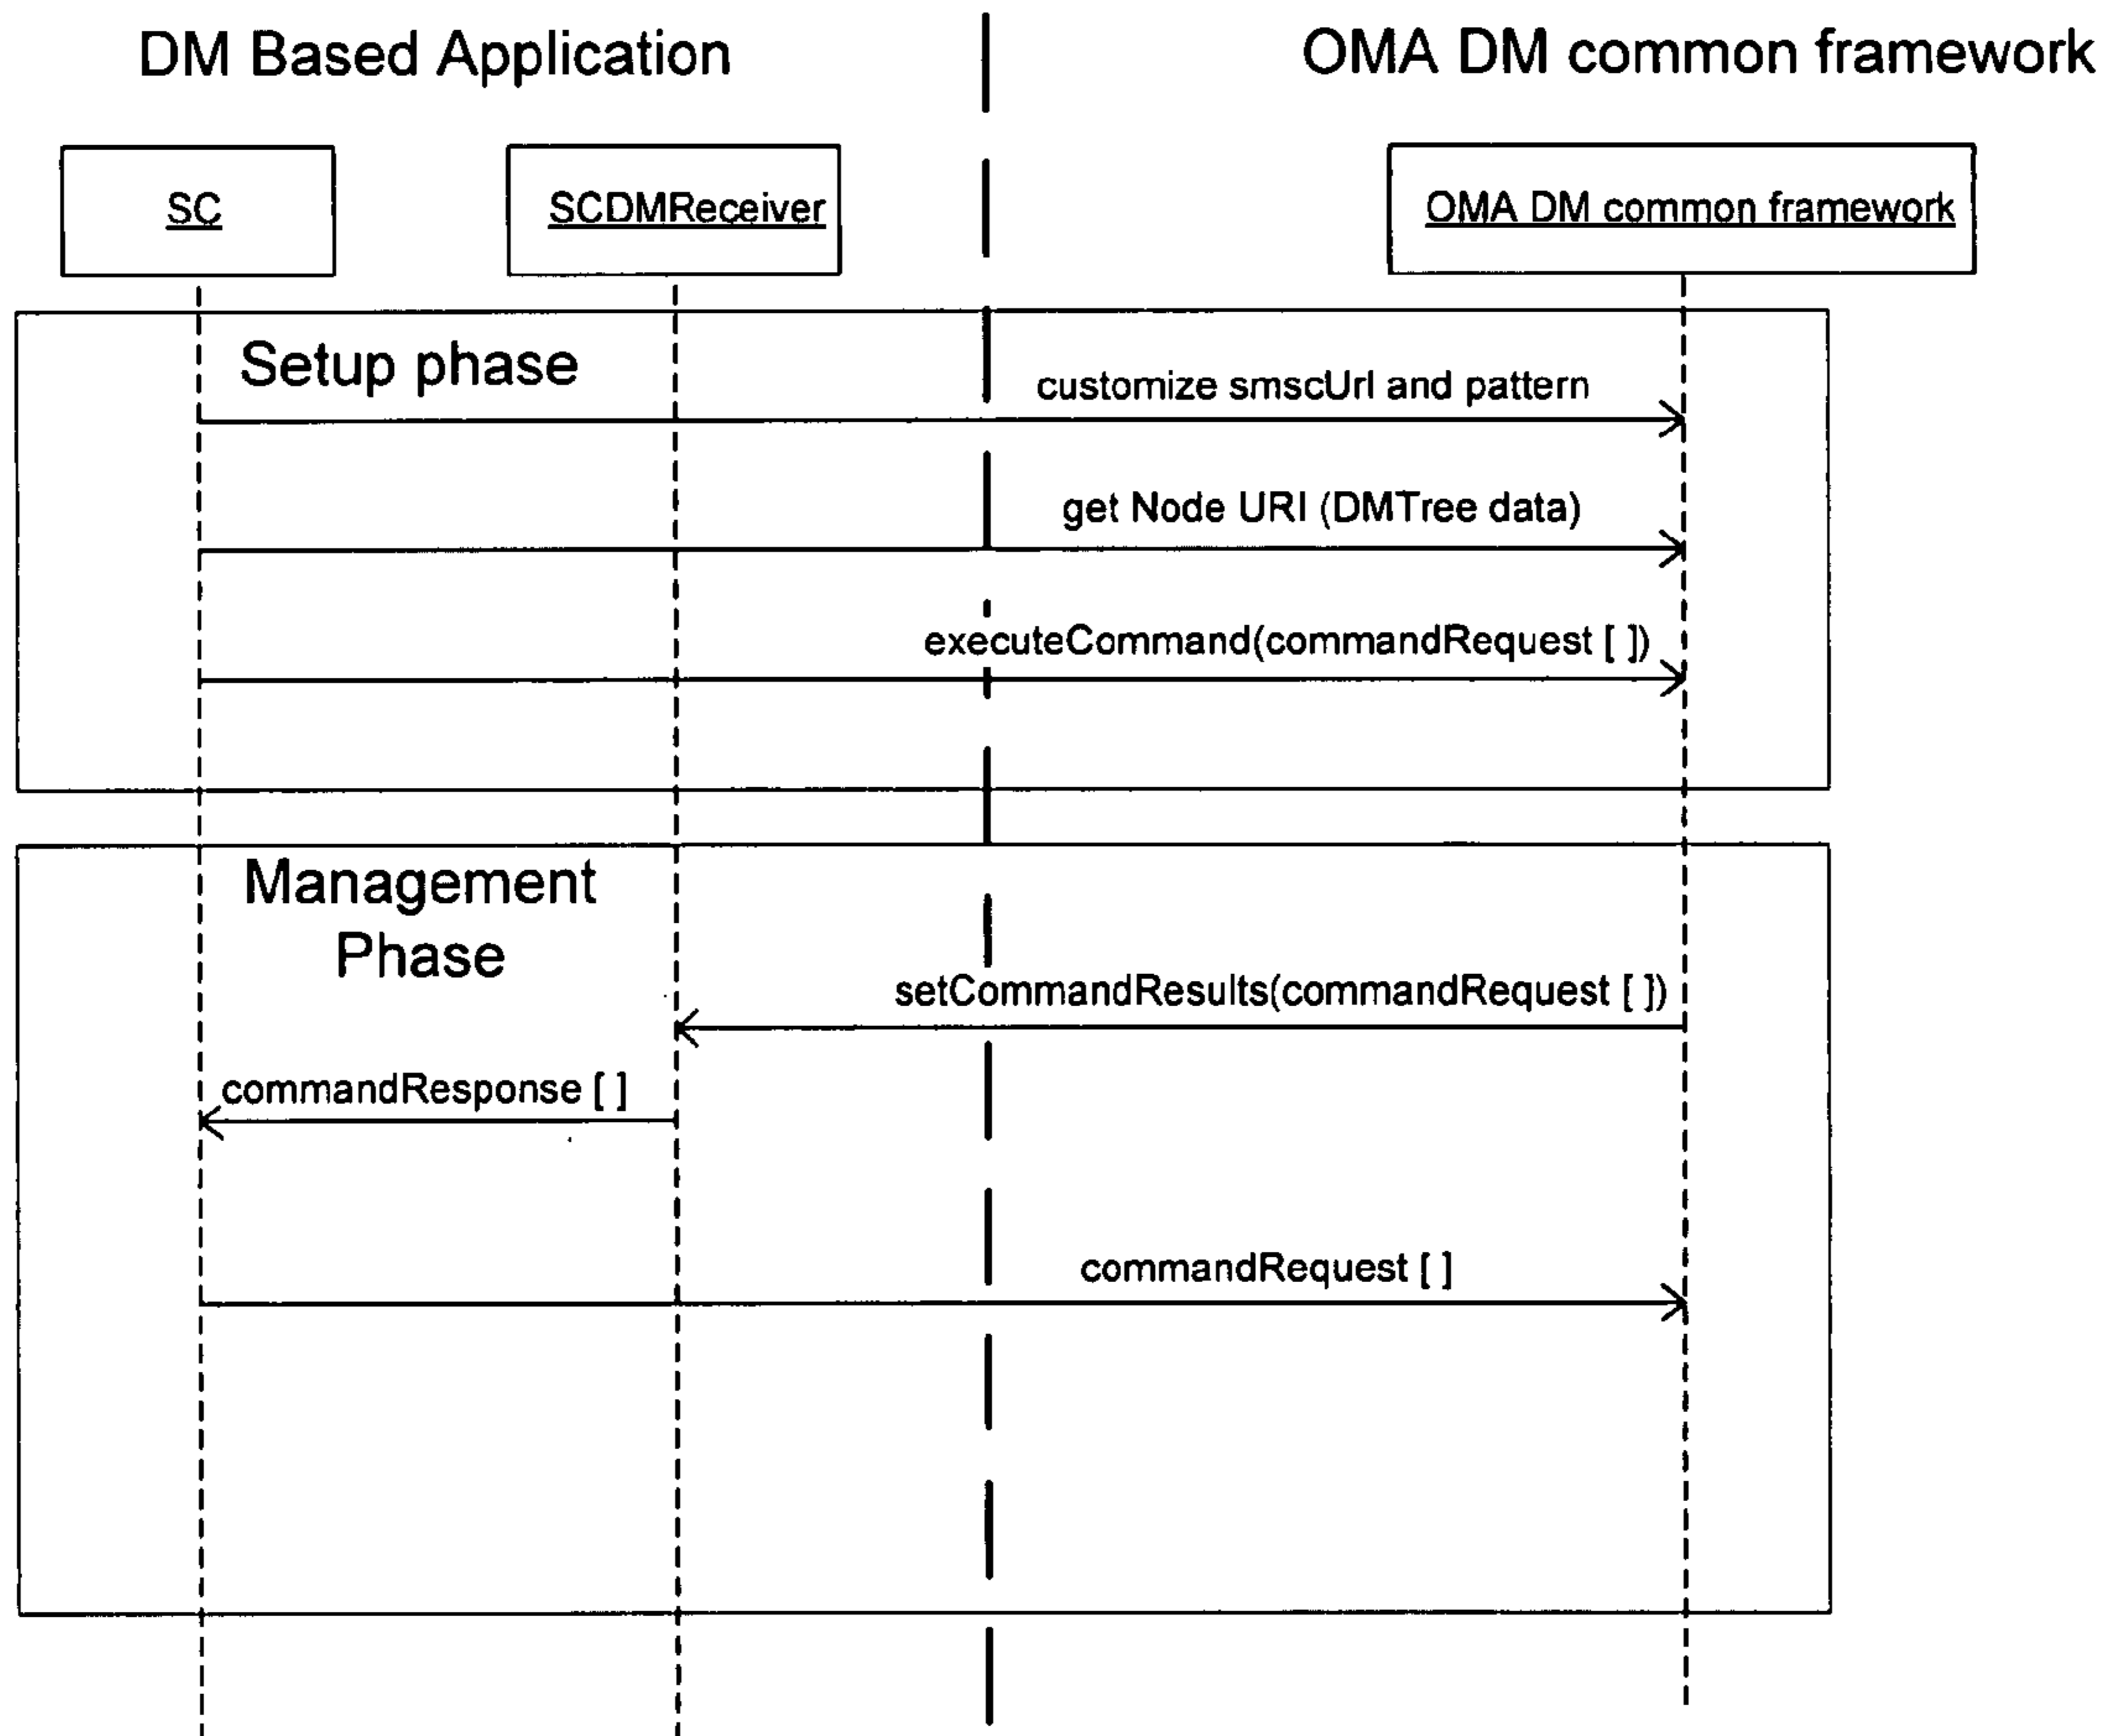 DM Based Application
OMA DM common framework
SC
SCDMReceiver
OMA DM common framework
Setup phase
customize smscUrl and pattern
get Node URI (DMTree data)
executeCommand(commandRequest [ ])
Management
Phase
setCommandResults(commandRequest [ ])
commandResponse [ ]
commandRequest [ ]